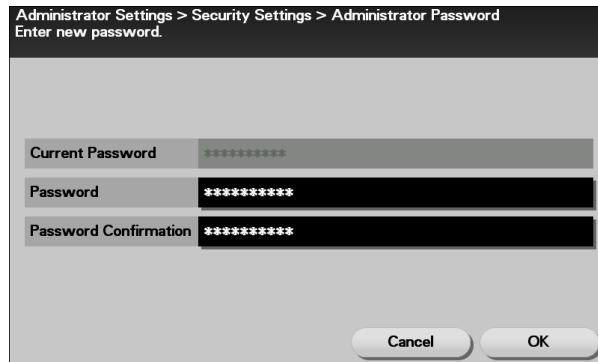 Administrator Settings > Security Settings > Administrator Password
Enter new password.
Current Password **********
Password **********
Password Confirmation **********
Cancel OK